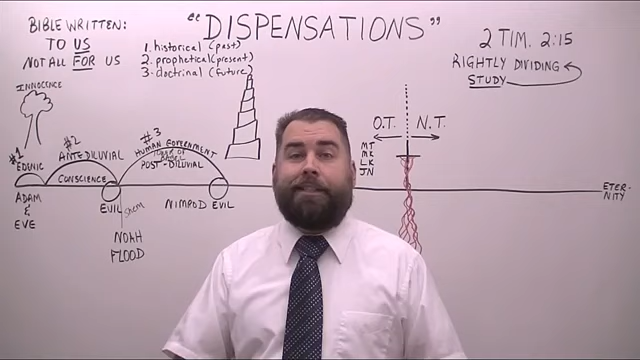 BIBLE WRITTEN:
TO US
NOT ALL FOR US
"DISPENSATIONS"
1. historical (past)
2. prophetical (present)
3. doctrinal (future)
2 TIM. 2:15
RIGHTLY DIVIDING
STUDY
INNOCENCE
#1
EDENIC
#2
ANTEDILUVIAL
CONSCIENCE
#3
HUMAN GOVERNMENT
POST-DILUVIAL
O.T.
N.T.
MT
MK
LK
JN
ADAM
&
EVE
EVIL
Shem
NOAH
FLOOD
NIMROD
EVIL
ETER-
NITY